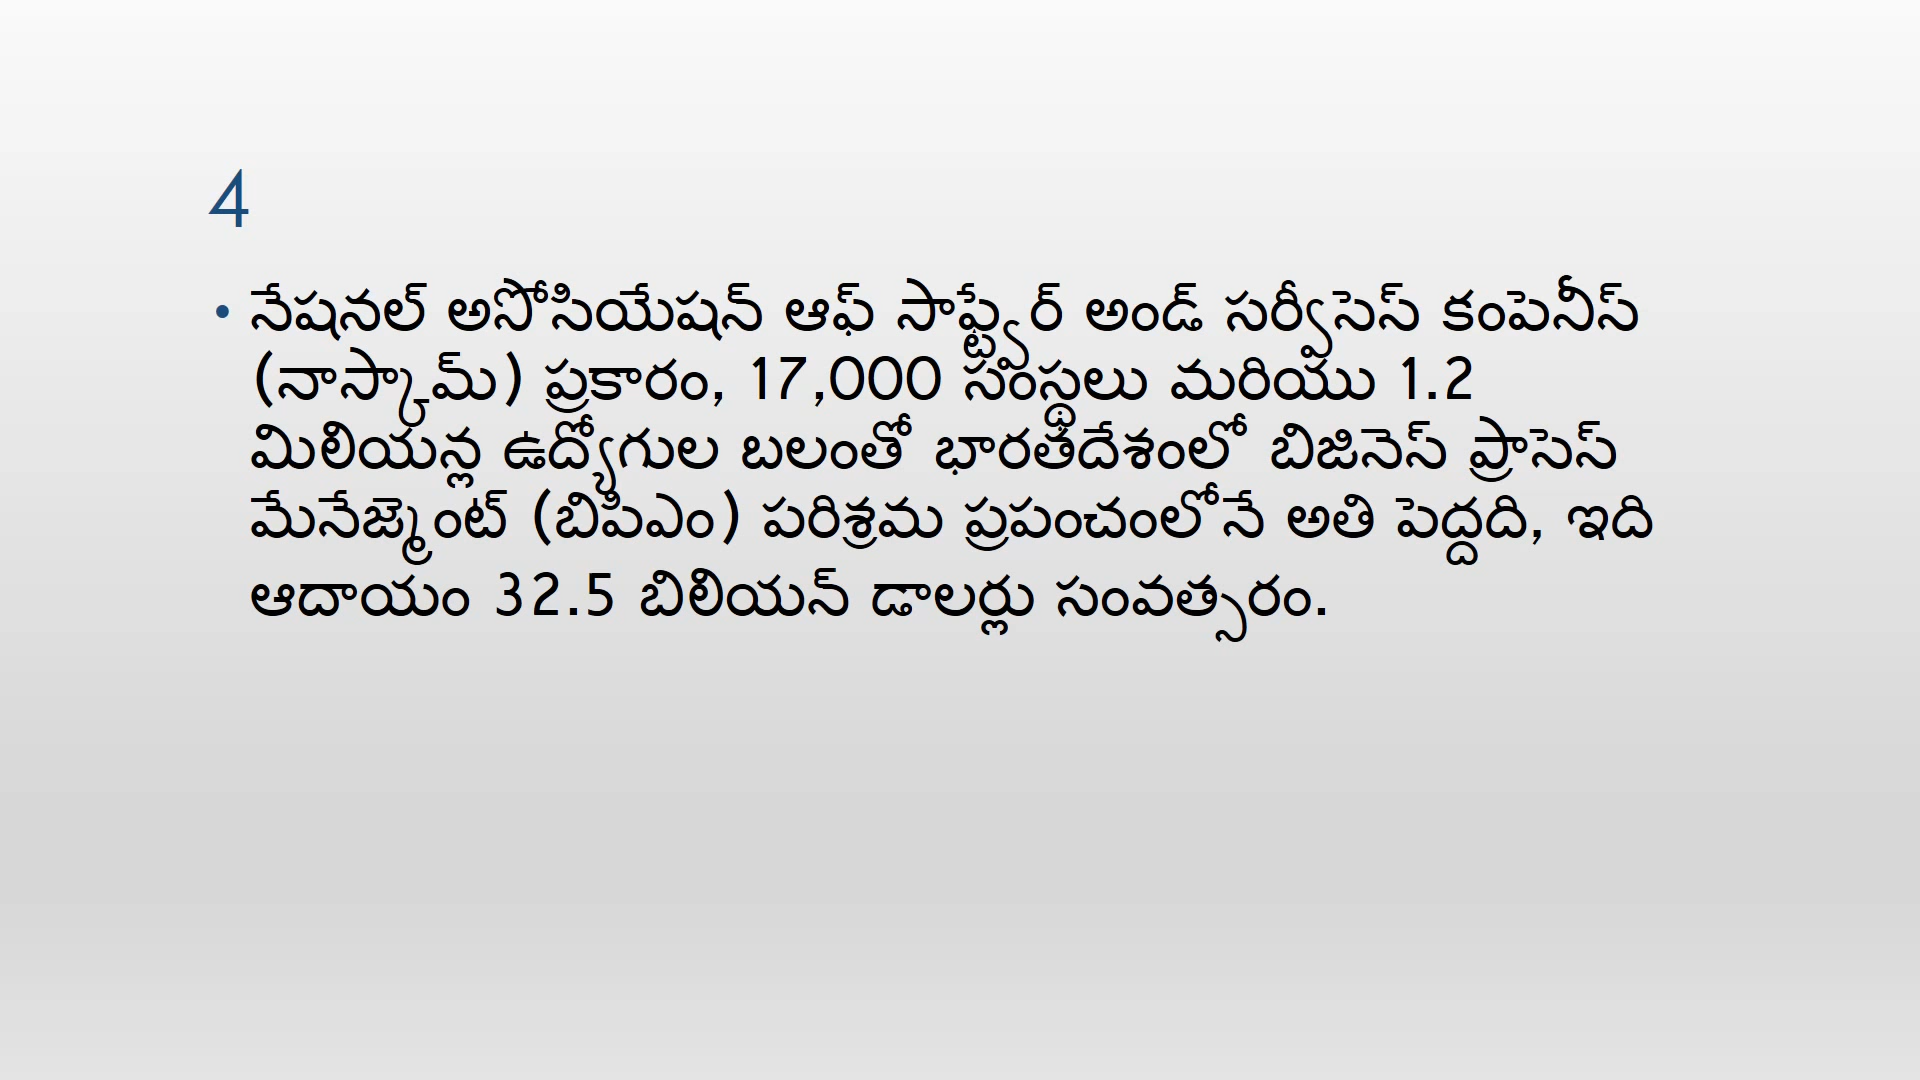 4
• నేషనల్ అసోసియేషన్ ఆఫ్ సాఫ్ట్వేర్ అండ్ సర్వీసెస్ కంపెనీస్
(నాస్కామ్) ప్రకారం, 17,000 సంస్థలు మరియు 1.2
మిలియన్ల ఉద్యోగుల బలంతో భారతదేశంలో బిజినెస్ ప్రాసెస్
మేనేజ్మెంట్ (బిపిఎం) పరిశ్రమ ప్రపంచంలోనే అతి పెద్దది, ఇది
ఆదాయం 32.5 బిలియన్ డాలర్లు సంవత్సరం.